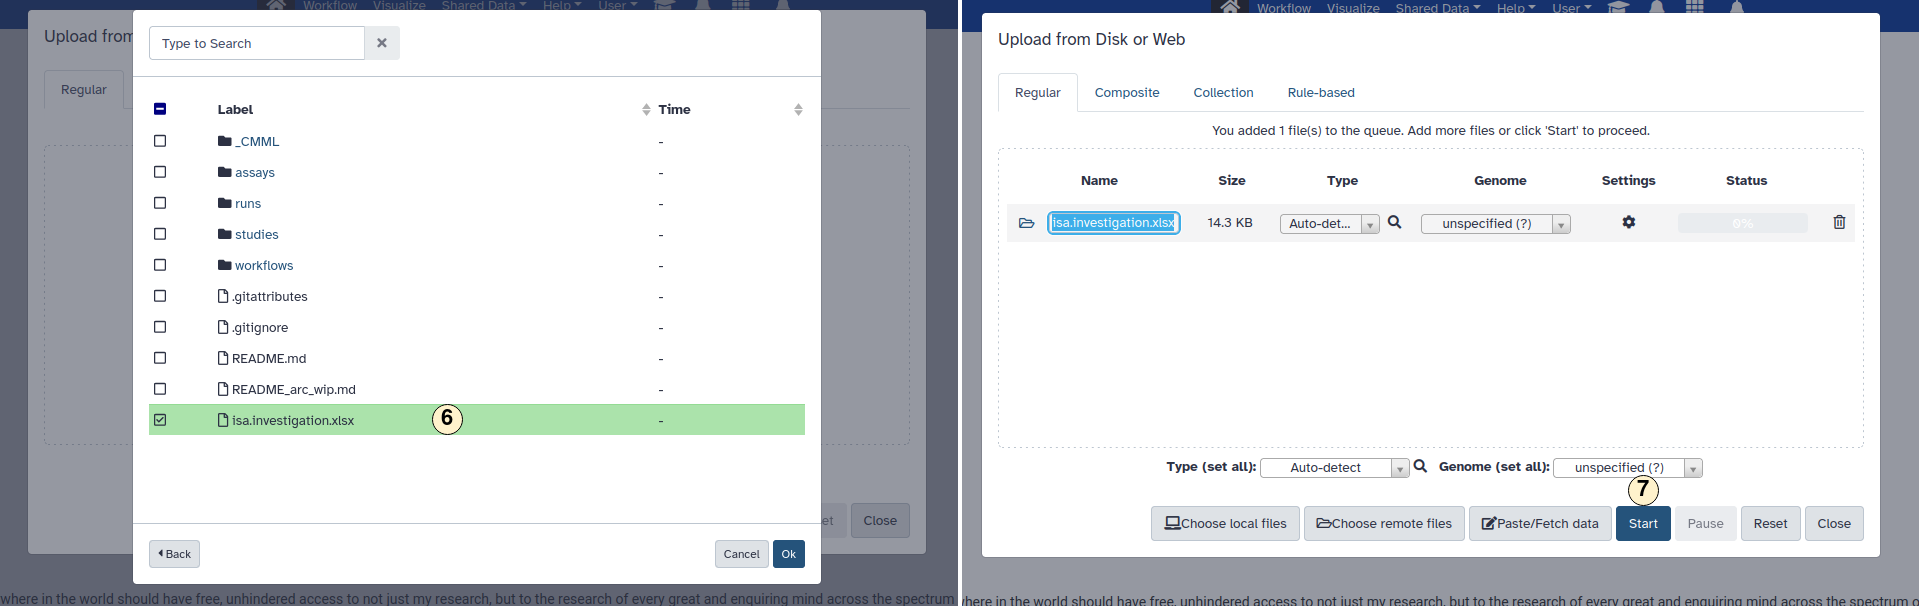 Workflow Visualize Shared Data Help User
Upload from
Regular
Type to Search
Label Time
_CMML -
assays -
runs -
studies -
workflows -
.gitattributes -
.gitignore -
README.md -
README_arc_wip.md -
isa.investigation.xlsx 6 -
et Close
Back Cancel Ok
where in the world should have free, unhindered access to not just my research, but to the research of every great and enquiring mind across the spectrum
Workflow Visualize Shared Data Help User
Upload from Disk or Web
Regular Composite Collection Rule-based
You added 1 file(s) to the queue. Add more files or click 'Start' to proceed.
Name Size Type Genome Settings Status
isa.investigation.xlsx 14.3 KB Auto-det... unspecified (?) 0%
Type (set all): Auto-detect Genome (set all): unspecified (?)
7
Choose local files Choose remote files Paste/Fetch data Start Pause Reset Close
here in the world should have free, unhindered access to not just my research, but to the research of every great and enquiring mind across the spectrum o